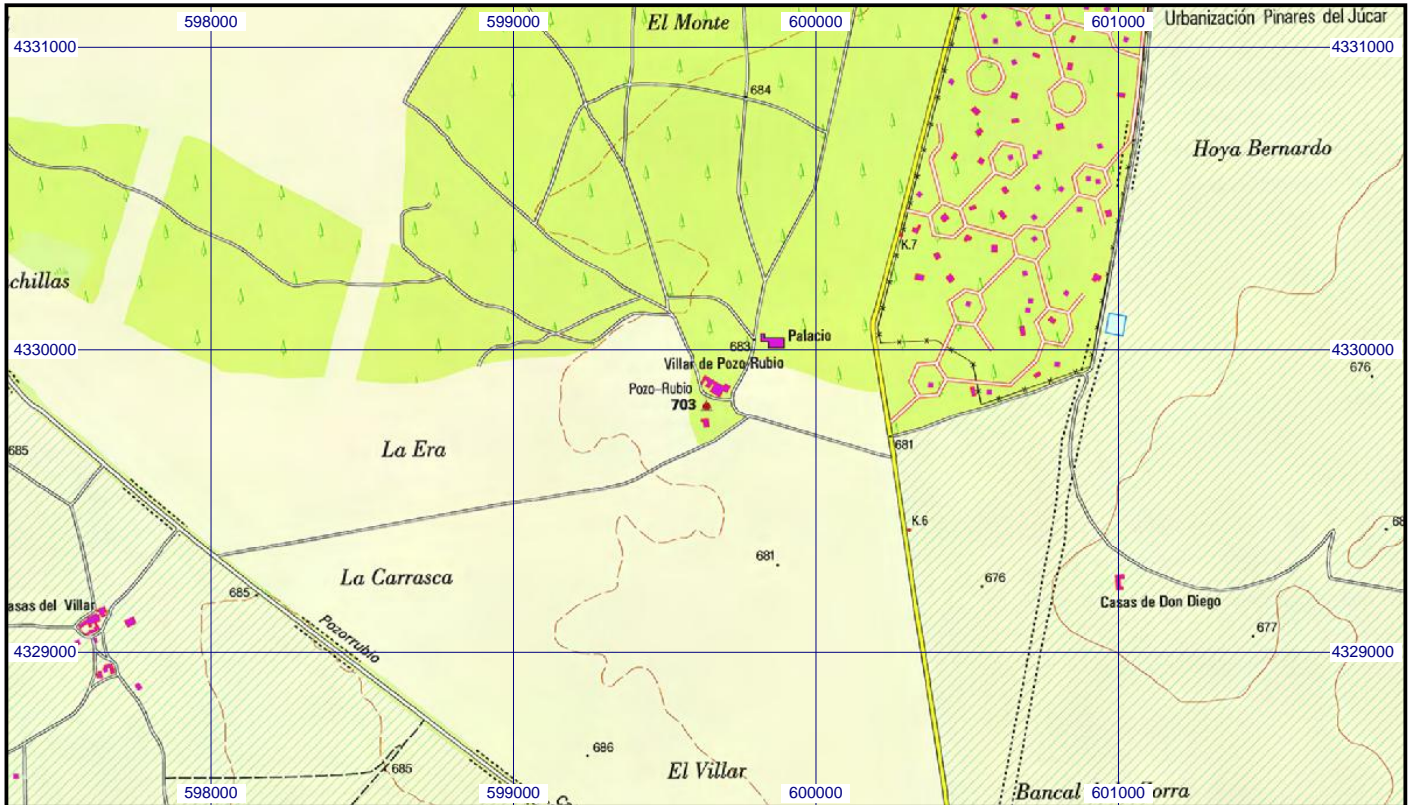 598000
599000
600000
601000
El Monte
Urbanización Pinares del Júcar
4331000
4331000
684
Hoya Bernardo
K.7
chillas
Palacio
4330000
683
4330000
Villar de Pozo-Rubio
676
Pozo-Rubio
703
La Era
681
685
K.6
681
La Carrasca
676
685
Casas de Don Diego
asas del Villar
677
Pozorrubio
4329000
4329000
686
685
El Villar
598000
599000
600000
601000
Bancal
orra